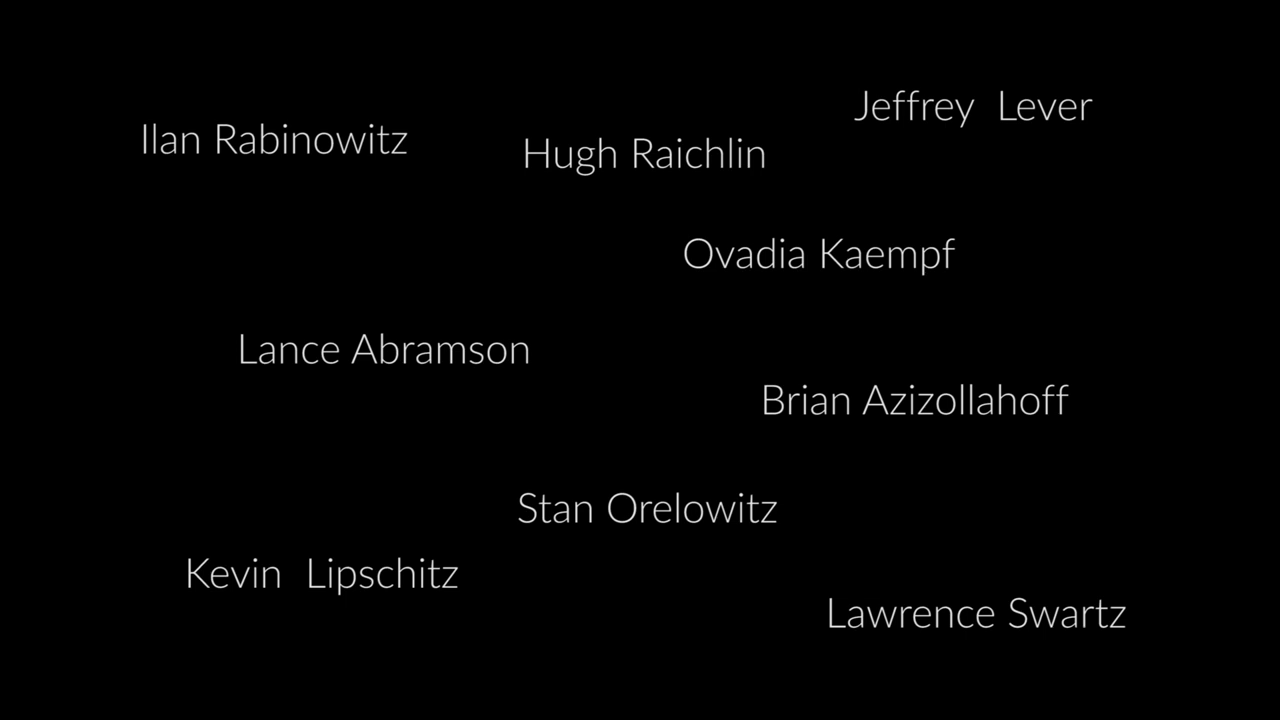 Jeffrey  Lever
Ilan Rabinowitz
Hugh Raichlin
Ovadia Kaempf
Lance Abramson
Brian Azizollahoff
Stan Orelowitz
Kevin  Lipschitz
Lawrence Swartz